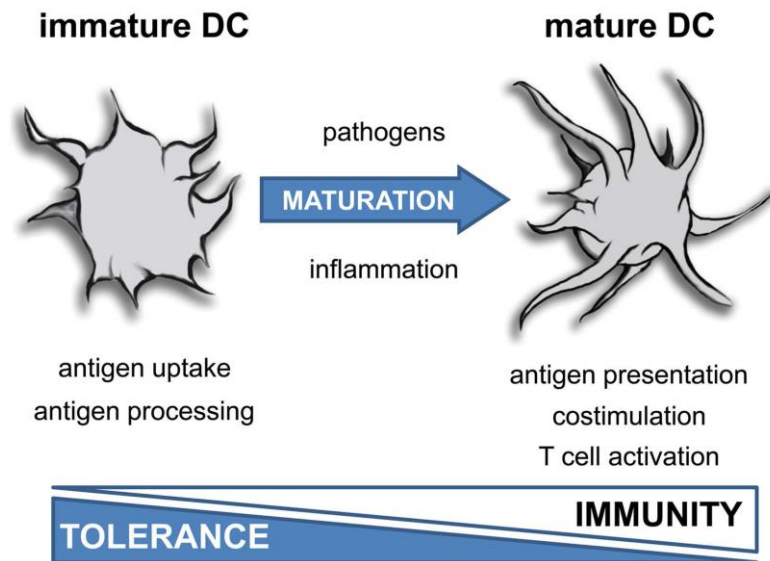 immature DC
mature DC
pathogens
MATURATION
inflammation
antigen uptake
antigen processing
antigen presentation
costimulation
T cell activation
IMMUNITY
TOLERANCE